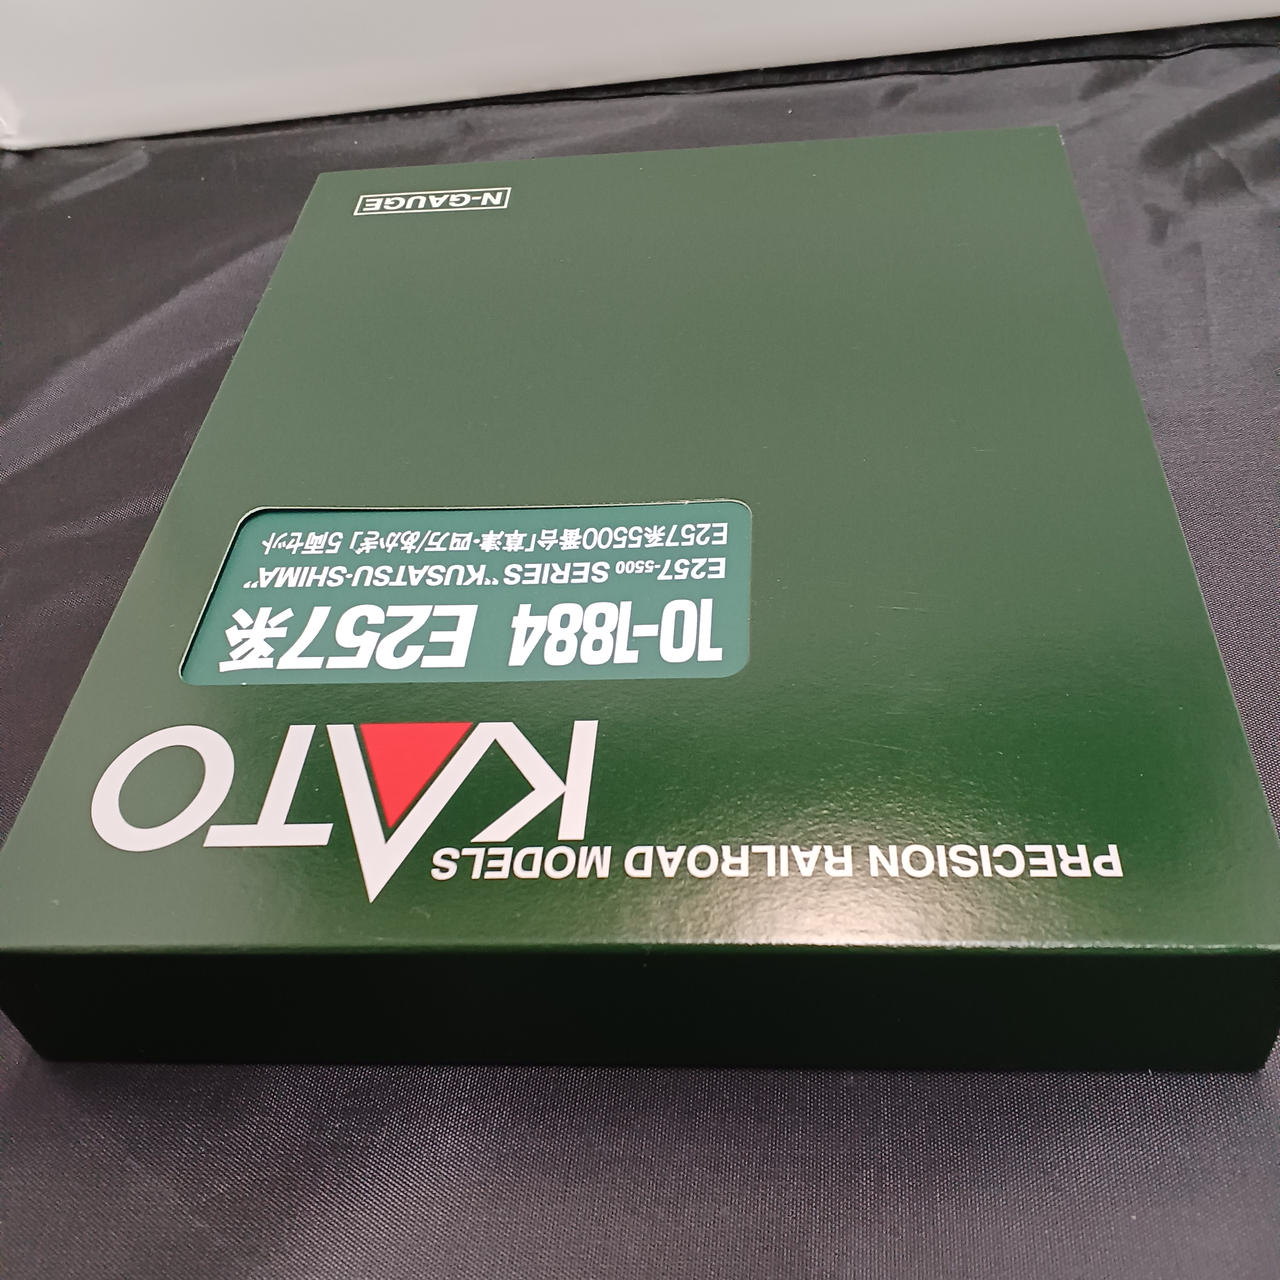 PRECISION RAILROAD MODELS
KATO
10-1884 E257系
E257-5500 SERIES "KUSATSU-SHIMA"
E257系5500番台「草津・四万/あかぎ」5両セット
N-GAUGE